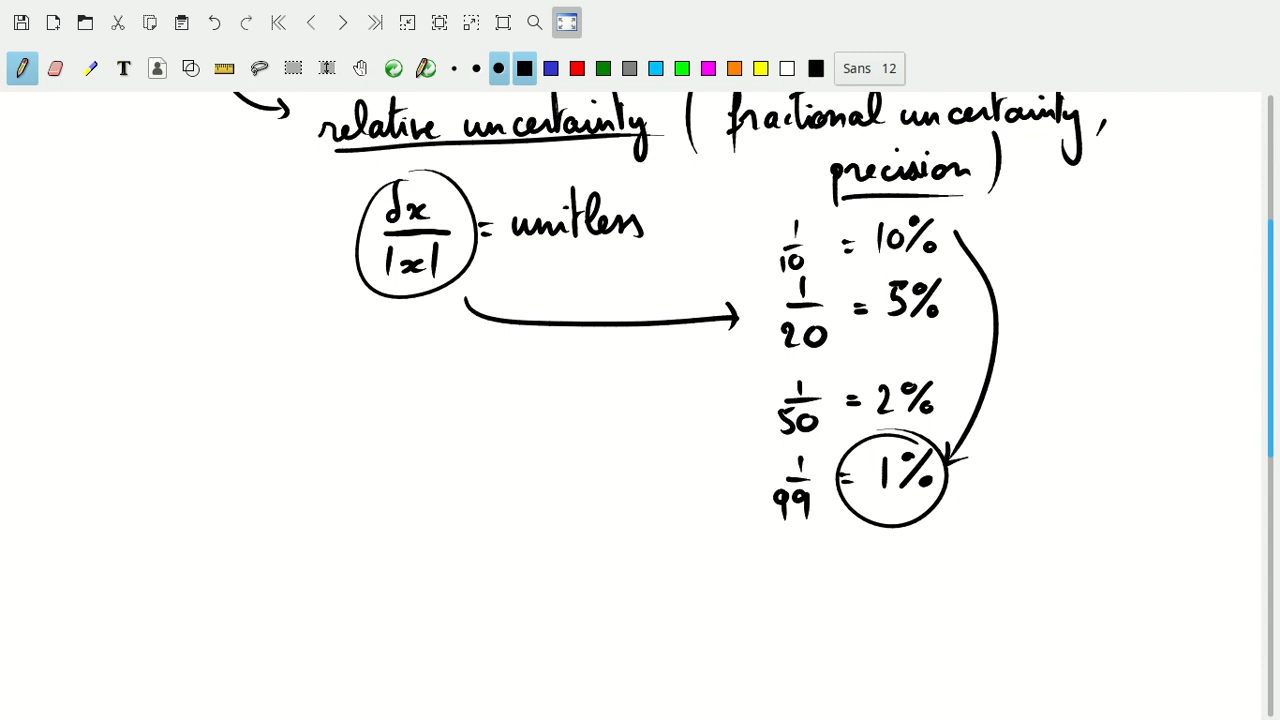 Sans 12
relative uncertainty ( fractional uncertainty,
precision )
δx/|x| = unitless
1/10 = 10%
1/20 = 5%
1/50 = 2%
1/99 = 1%